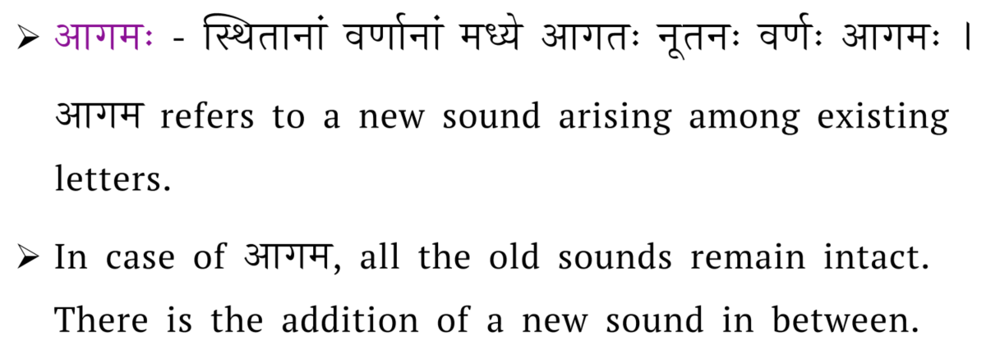 ➢ आगमः - स्थितानां वर्णानां मध्ये आगतः नूतनः वर्णः आगमः ।
आगम refers to a new sound arising among existing
letters.
➢ In case of आगम, all the old sounds remain intact.
There is the addition of a new sound in between.